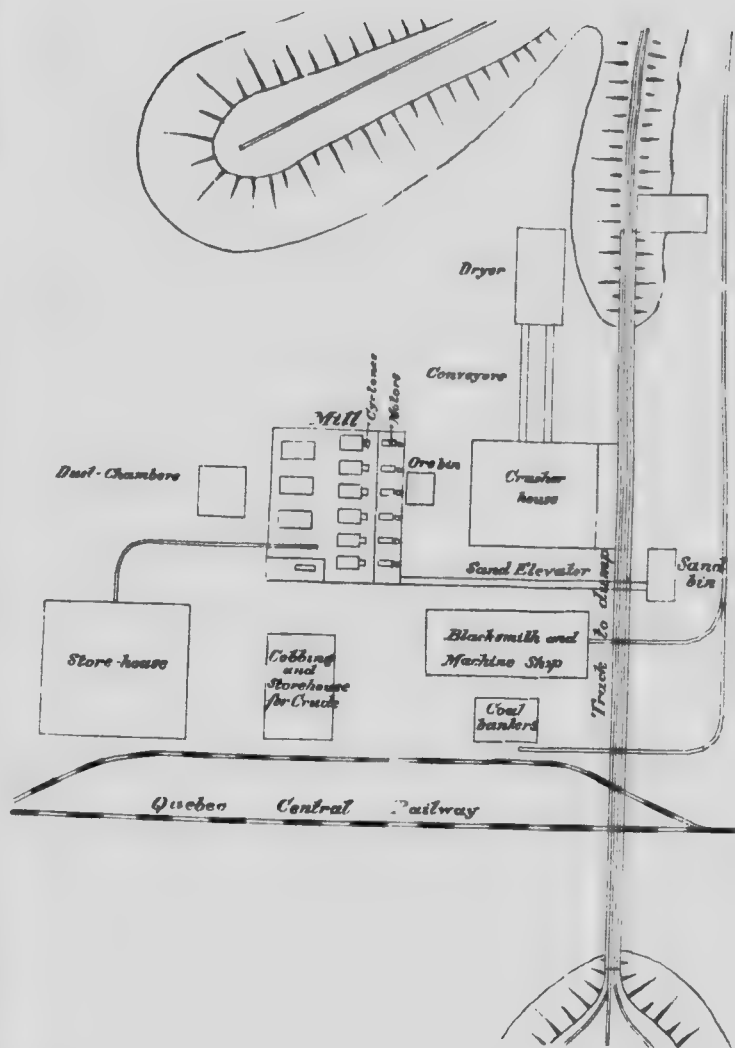 Dryer
Conveyors
Mill
Cyclones
Motors
Ore bin
Dust-Chambers
Crusher
house
Sand Elevator
Sand
bin
Track to dump
Store-house
Cobbing
and
Storehouse
for Crude
Blacksmith and
Machine Shop
Coal
bankers
Quebec Central Railway